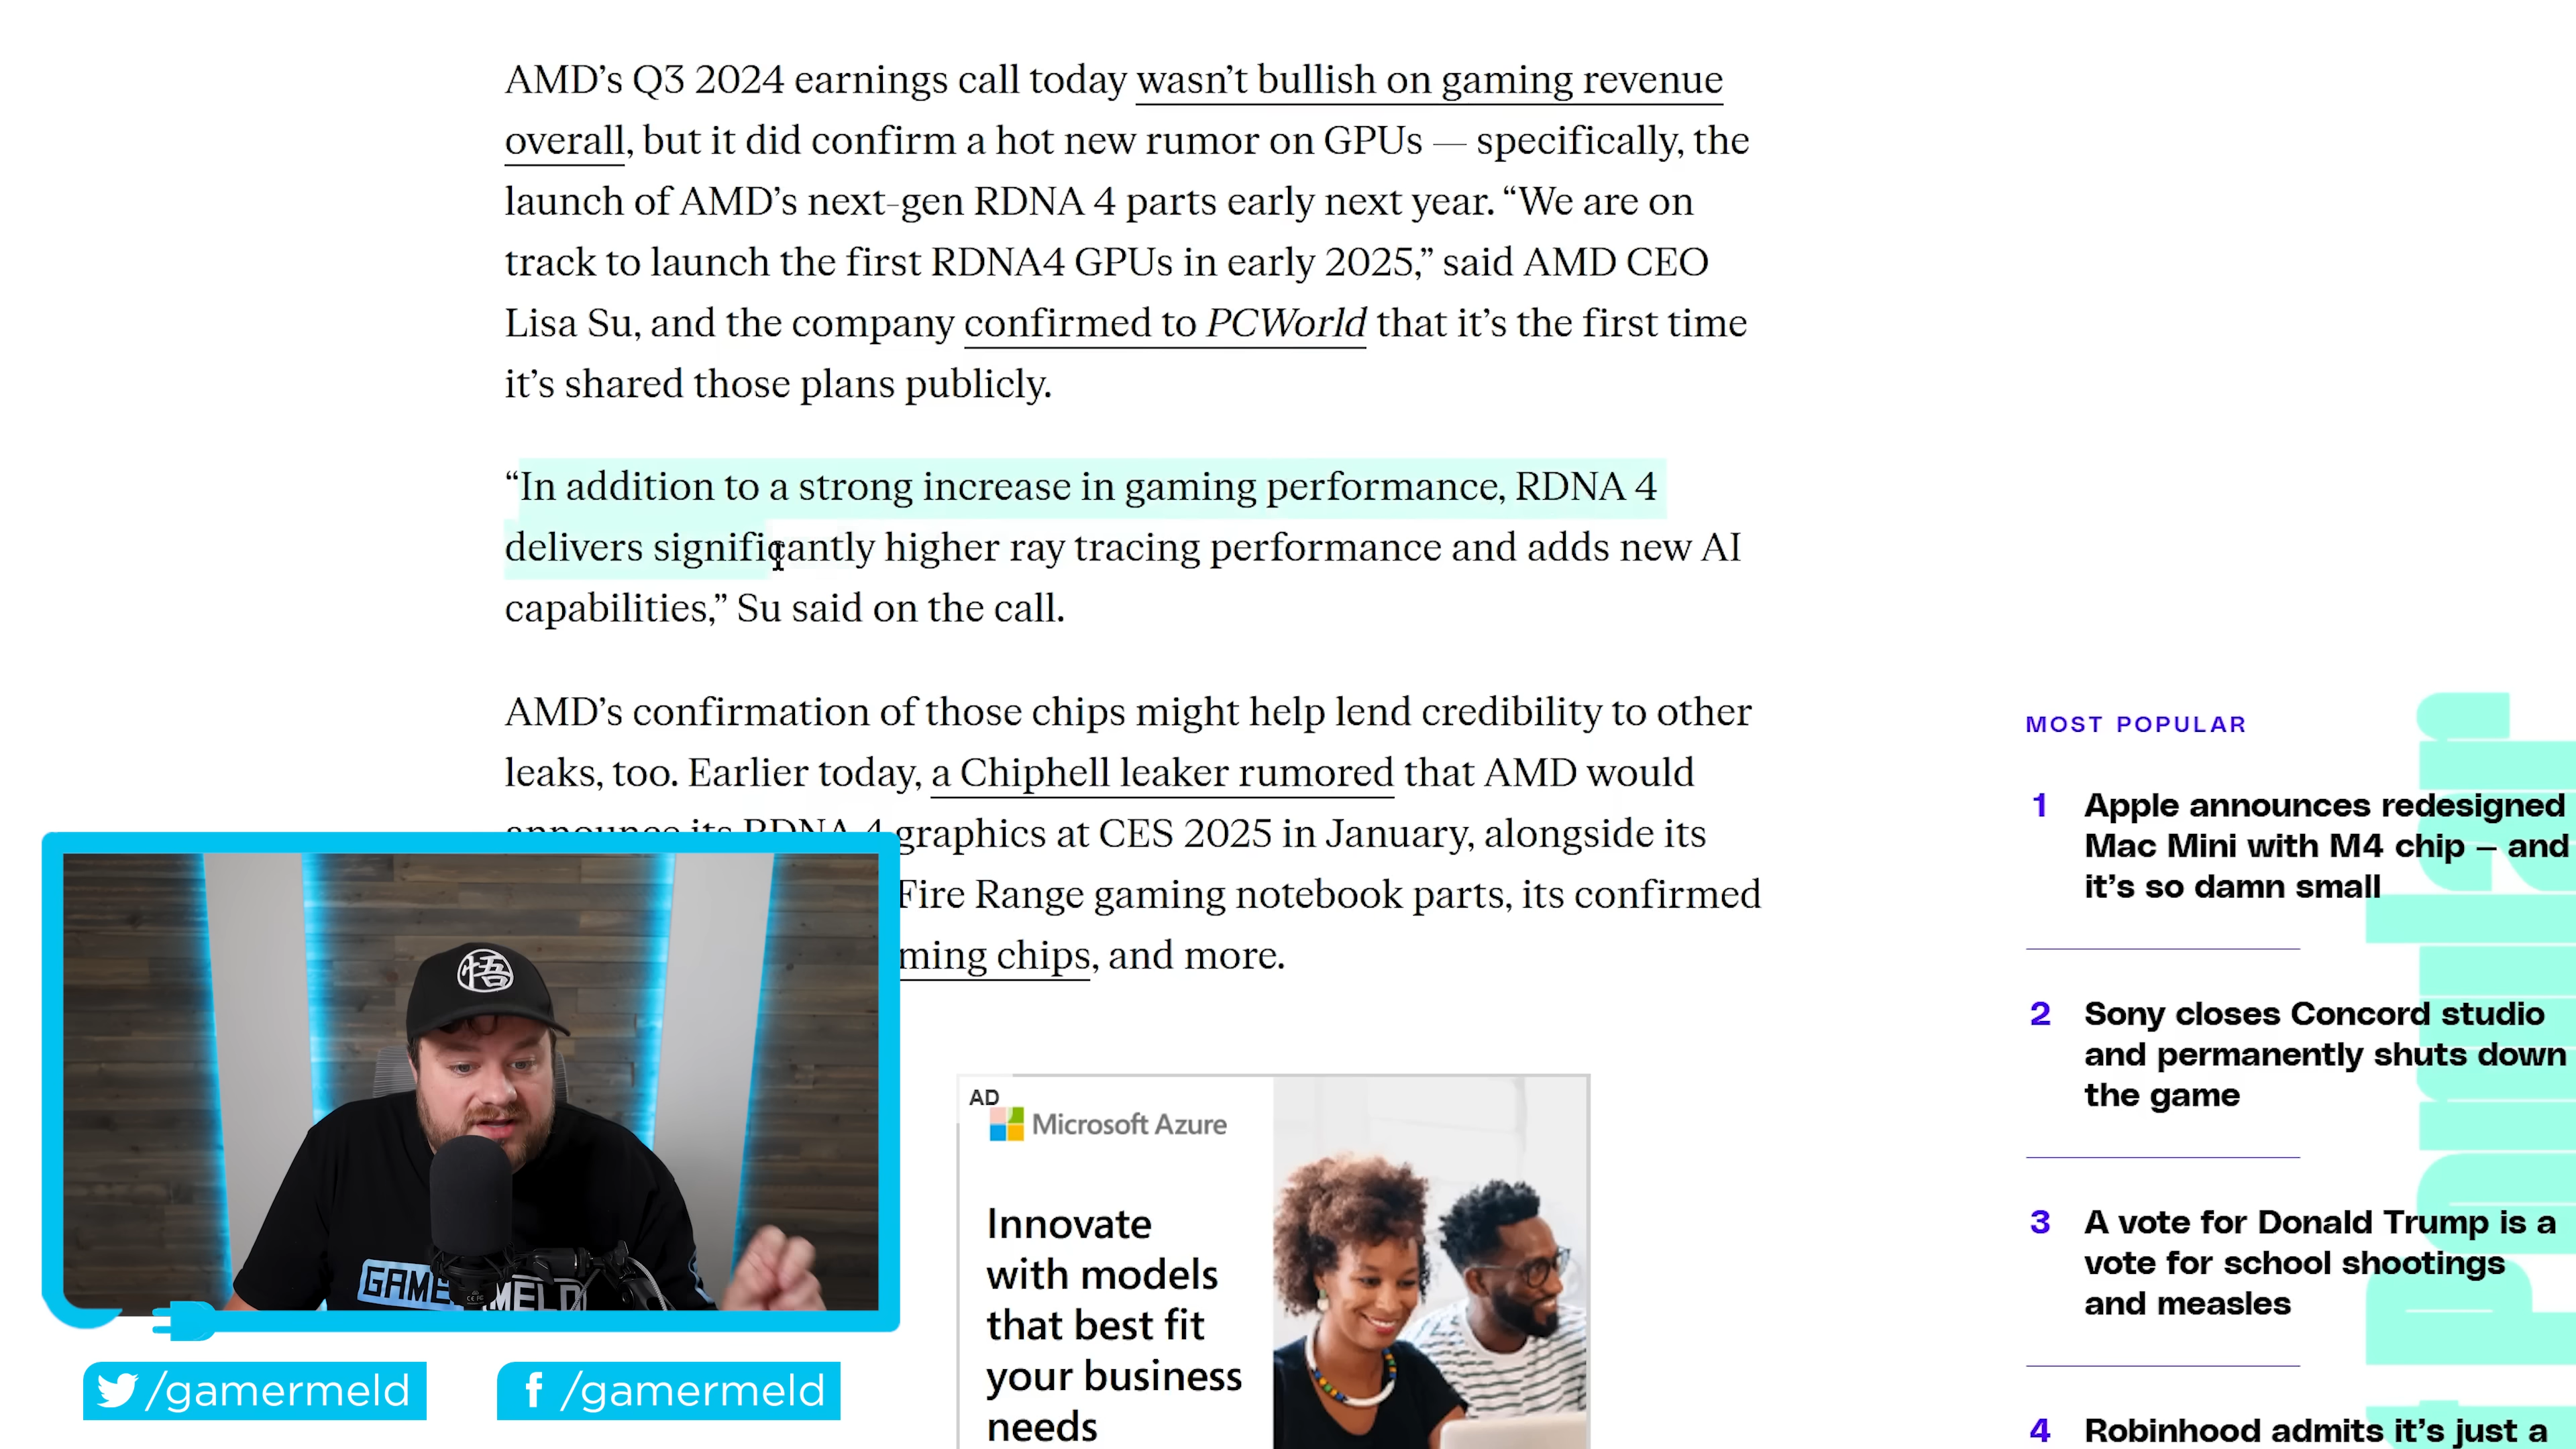 AMD’s Q3 2024 earnings call today wasn’t bullish on gaming revenue
overall, but it did confirm a hot new rumor on GPUs — specifically, the
launch of AMD’s next-gen RDNA 4 parts early next year. “We are on
track to launch the first RDNA4 GPUs in early 2025,” said AMD CEO
Lisa Su, and the company confirmed to PCWorld that it’s the first time
it’s shared those plans publicly.
“In addition to a strong increase in gaming performance, RDNA 4
delivers significantly higher ray tracing performance and adds new AI
capabilities,” Su said on the call.
AMD’s confirmation of those chips might help lend credibility to other
leaks, too. Earlier today, a Chiphell leaker rumored that AMD would
announce its RDNA 4 graphics at CES 2025 in January, alongside its
Fire Range gaming notebook parts, its confirmed
ming chips, and more.
MOST POPULAR
1 Apple announces redesigned
Mac Mini with M4 chip — and
it’s so damn small
2 Sony closes Concord studio
and permanently shuts down
the game
3 A vote for Donald Trump is a
vote for school shootings
and measles
4 Robinhood admits it’s just a
AD
Microsoft Azure
Innovate
with models
that best fit
your business
needs
悟
GAME MELD
/gamermeld
/gamermeld